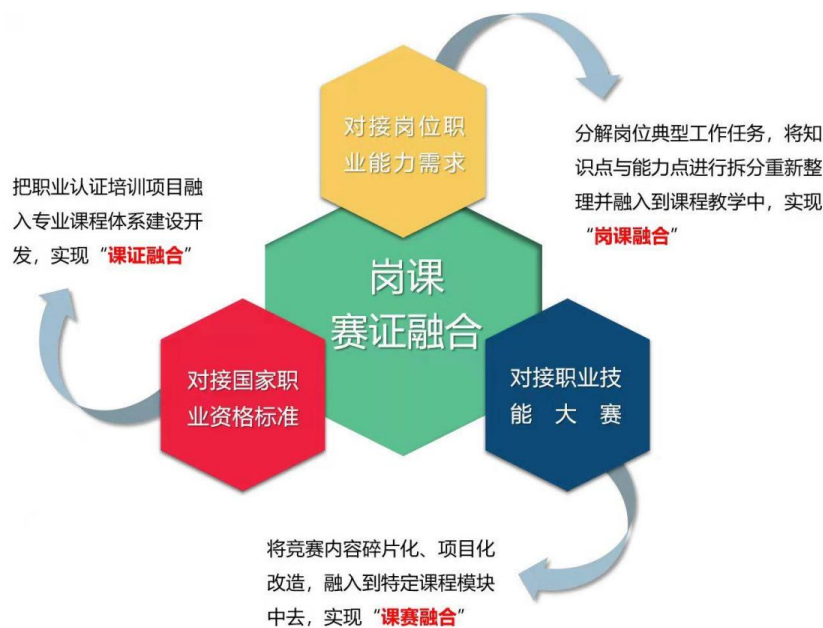 对接岗位职
业能力需求
分解岗位典型工作任务，将知
识点与能力点进行拆分重新整
理并融入到课程教学中，实现
“岗课融合”
把职业认证培训项目融
入专业课程体系建设开
发，实现“课证融合”
岗课
赛证融合
对接国家职
业资格标准
对接职业技
能大赛
将竞赛内容碎片化、项目化
改造，融入到特定课程模块
中去，实现“课赛融合”